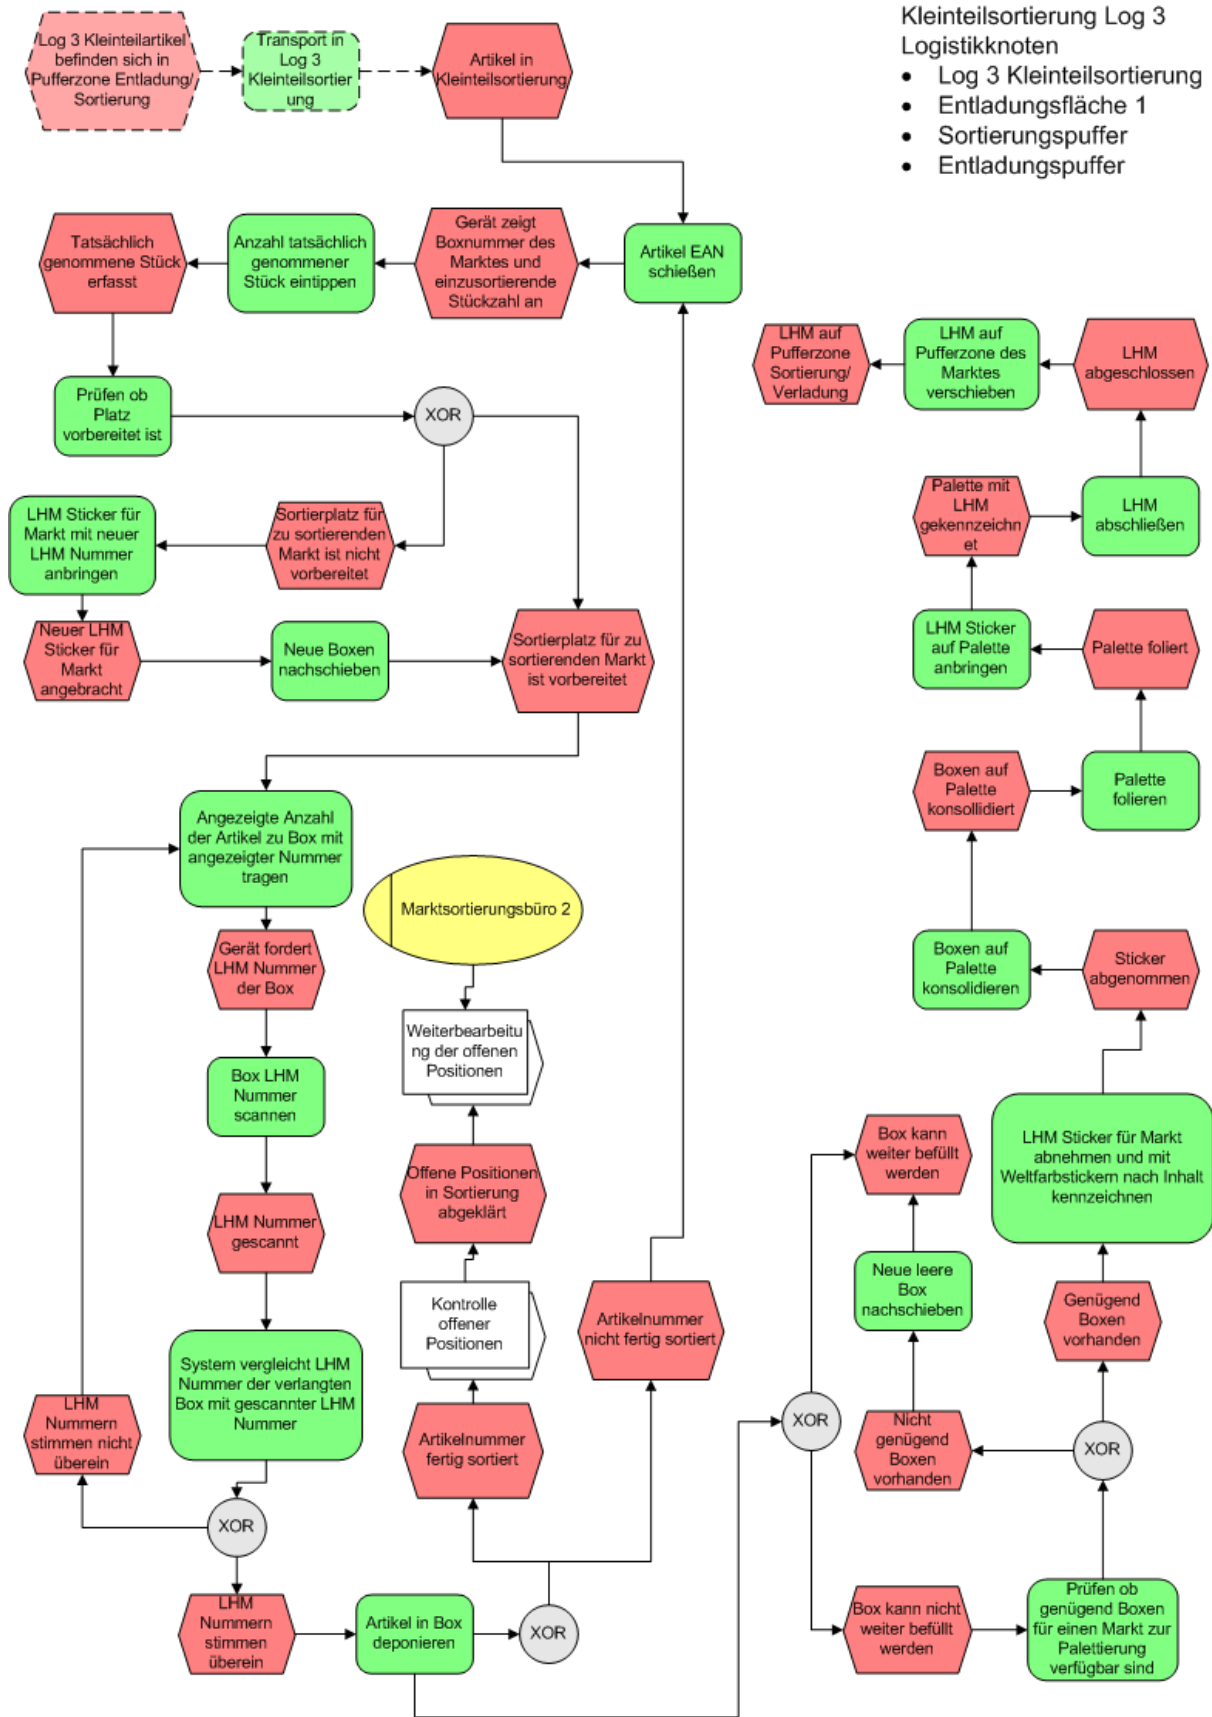 Kleinteilsortierung Log 3
Logistikknoten
• Log 3 Kleinteilsortierung
• Entladungsfläche 1
• Sortierungspuffer
• Entladungspuffer
Log 3 Kleinteilartikel
befinden sich in
Pufferzone Entladung/
Sortierung
Transport in
Log 3
Kleinteilsortier
ung
Artikel in
Kleinteilsortierung
Artikel EAN
schießen
Gerät zeigt
Boxnummer des
Marktes und
einzusortierende
Stückzahl an
Anzahl tatsächlich
genommener
Stück eintippen
Tatsächlich
genommene Stück
erfasst
Prüfen ob
Platz
vorbereitet ist
XOR
Sortierplatz für
zu sortierenden
Markt ist nicht
vorbereitet
LHM Sticker für
Markt mit neuer
LHM Nummer
anbringen
Neuer LHM
Sticker für
Markt
angebracht
Neue Boxen
nachschieben
Sortierplatz für zu
sortierenden Markt
ist vorbereitet
Angezeigte Anzahl
der Artikel zu Box mit
angezeigter Nummer
tragen
Gerät fordert
LHM Nummer
der Box
Box LHM
Nummer
scannen
LHM Nummer
gescannt
System vergleicht LHM
Nummer der verlangten
Box mit gescannter LHM
Nummer
LHM
Nummern
stimmen nicht
überein
XOR
LHM
Nummern
stimmen
überein
Artikel in Box
deponieren
XOR
Artikelnummer
fertig sortiert
Artikelnummer
nicht fertig sortiert
Kontrolle
offener
Positionen
Offene Positionen
in Sortierung
abgeklärt
Weiterbearbeitu
ng der offenen
Positionen
Marktsortierungsbüro 2
XOR
Box kann
weiter befüllt
werden
Box kann nicht
weiter befüllt
werden
Prüfen ob
genügend Boxen
für einen Markt zur
Palettierung
verfügbar sind
XOR
Nicht
genügend
Boxen
vorhanden
Neue leere
Box
nachschieben
Genügend
Boxen
vorhanden
LHM Sticker für Markt
abnehmen und mit
Weltfarbstickern nach Inhalt
kennzeichnen
Sticker
abgenommen
Boxen auf
Palette
konsolidieren
Boxen auf
Palette
konsollidiert
Palette
folieren
Palette foliert
LHM Sticker
auf Palette
anbringen
Palette mit
LHM
gekennzeichn
et
LHM
abschließen
LHM
abgeschlossen
LHM auf
Pufferzone des
Marktes
verschieben
LHM auf
Pufferzone
Sortierung/
Verladung